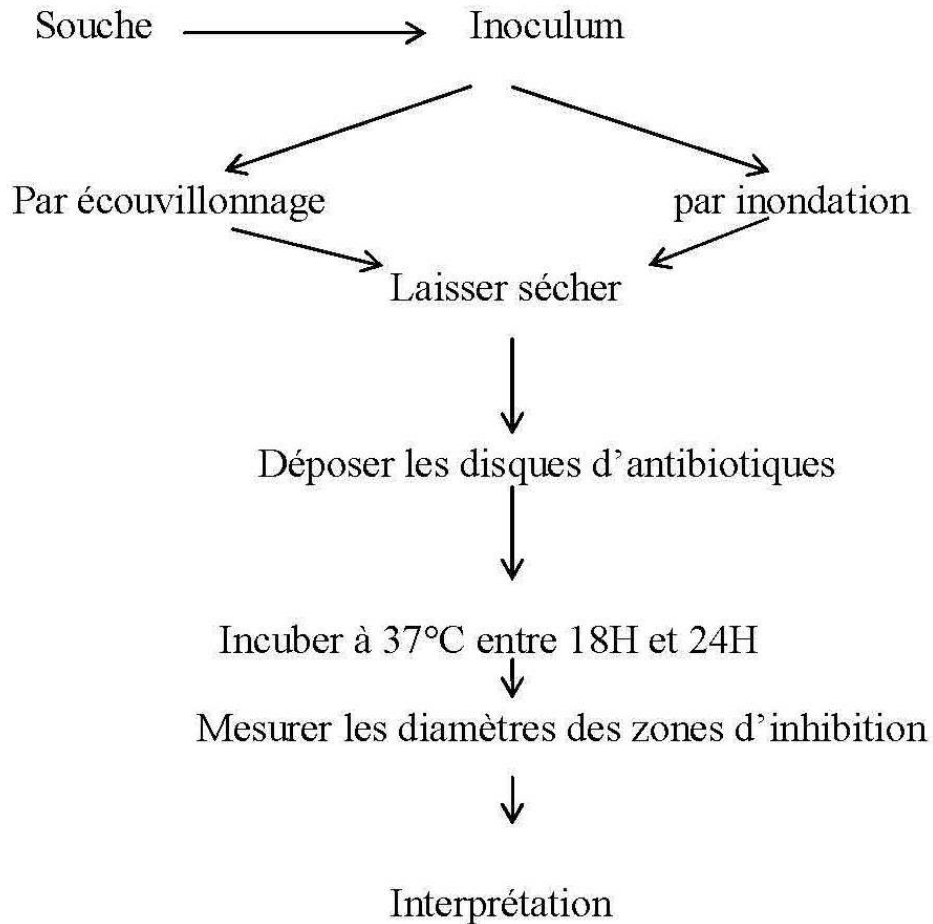 Souche
Inoculum
Par écouvillonnage
par inondation
Laisser sécher
Déposer les disques d'antibiotiques
Incuber à 37°C entre 18H et 24H
Mesurer les diamètres des zones d'inhibition
Interprétation